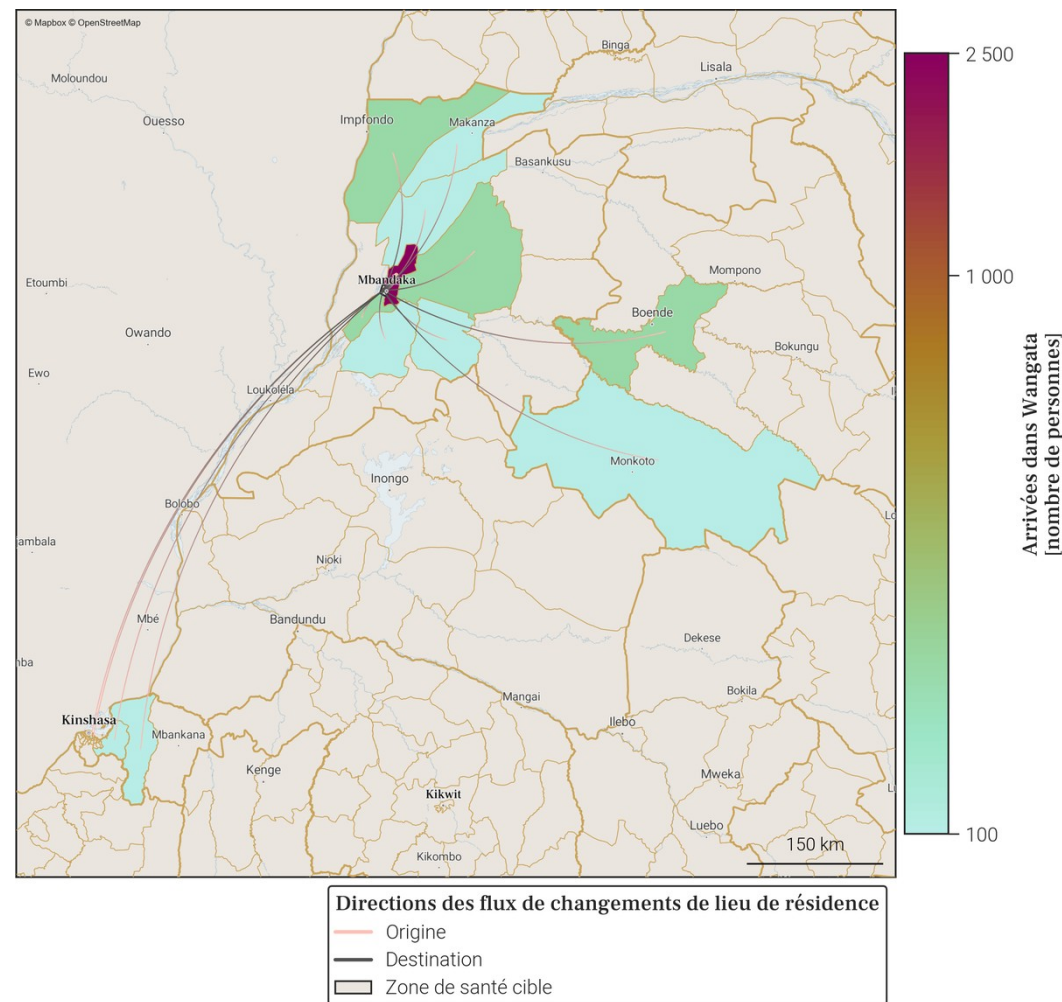 © Mapbox © OpenStreetMap
Binga
Lisala
Moloundou
Ouesso
Impfondo
Makanza
Basankusu
Mbandaka
Etoumbi
Mompono
Boende
Owando
Bokungu
Ewo
Loukoléla
Monkoto
Inongo
Bolobo
Lo
ambala
Nioki
Mbé
Bandundu
Dekese
mba
Mangai
Bokila
Kinshasa
Ilebo
Mbankana
Kenge
Mweka
Kikwit
Luebo
Kikombo
150 km
2 500
1 000
100
Arrivées dans Wangata
[nombre de personnes]
Directions des flux de changements de lieu de résidence
Origine
Destination
Zone de santé cible